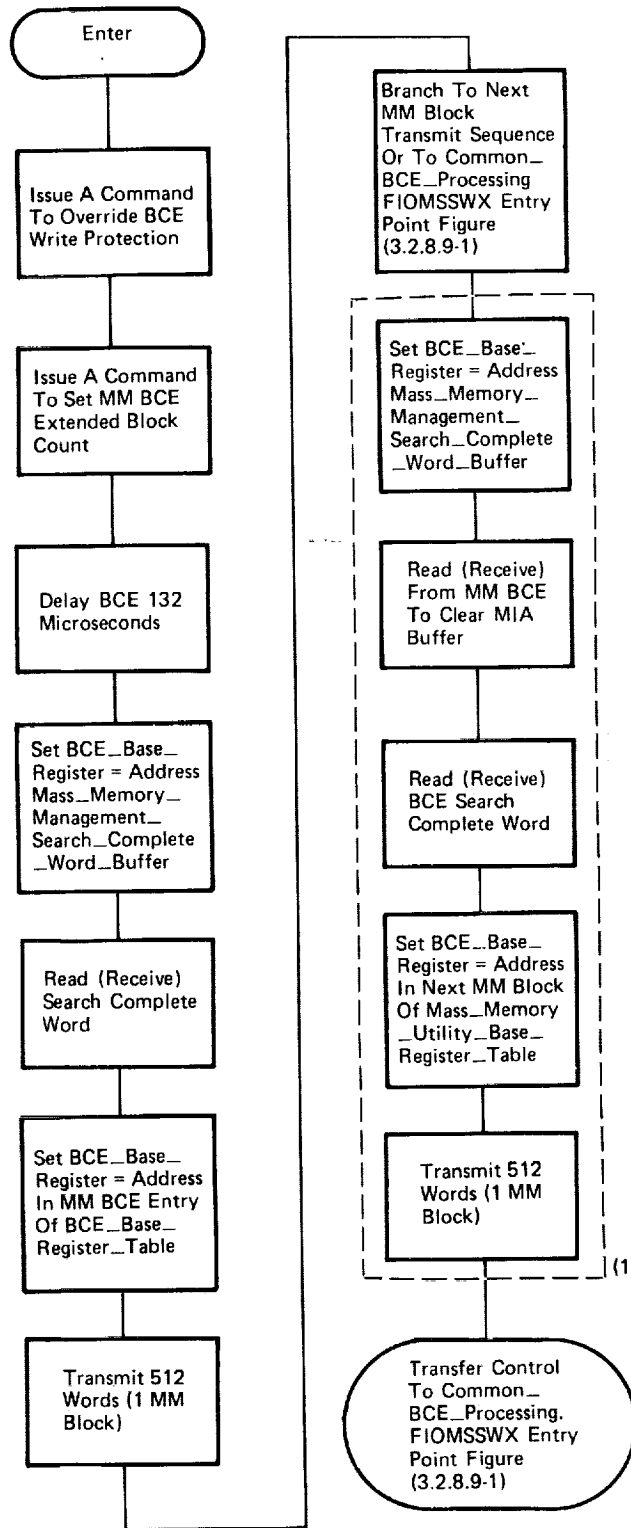 Enter
Issue A Command
To Override BCE
Write Protection
Issue A Command
To Set MM BCE
Extended Block
Count
Delay BCE 132
Microseconds
Set BCE_Base_
Register = Address
Mass_Memory_
Management_
Search_Complete
_Word_Buffer
Read (Receive)
Search Complete
Word
Set BCE_Base_
Register = Address
In MM BCE Entry
Of BCE_Base_
Register_Table
Transmit 512
Words (1 MM
Block)
Branch To Next
MM Block
Transmit Sequence
Or To Common_
BCE_Processing
FIOMSSWX Entry
Point Figure
(3.2.8.9-1)
Set BCE_Base_
Register = Address
Mass_Memory_
Management_
Search_Complete
_Word_Buffer
Read (Receive)
From MM BCE
To Clear MIA
Buffer
Read (Receive)
BCE Search
Complete Word
Set BCE_Base_
Register = Address
In Next MM Block
Of Mass_Memory
_Utility_Base_
Register_Table
Transmit 512
Words (1 MM
Block)
(1
Transfer Control
To Common_
BCE_Processing.
FIOMSSWX Entry
Point Figure
(3.2.8.9-1)